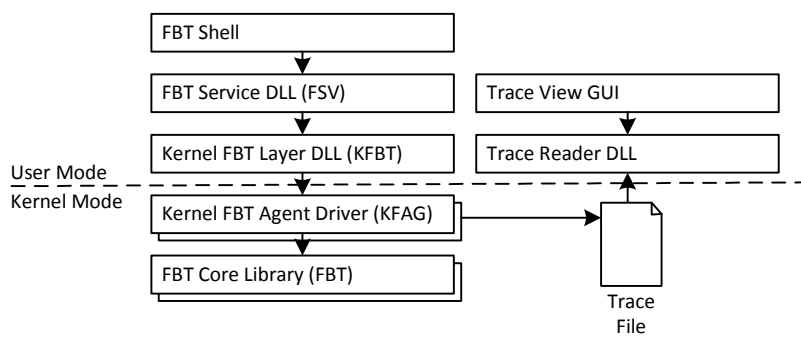 FBT Shell
FBT Service DLL (FSV)
Trace View GUI
Kernel FBT Layer DLL (KFBT)
Trace Reader DLL
User Mode
Kernel Mode
Kernel FBT Agent Driver (KFAG)
FBT Core Library (FBT)
Trace
File